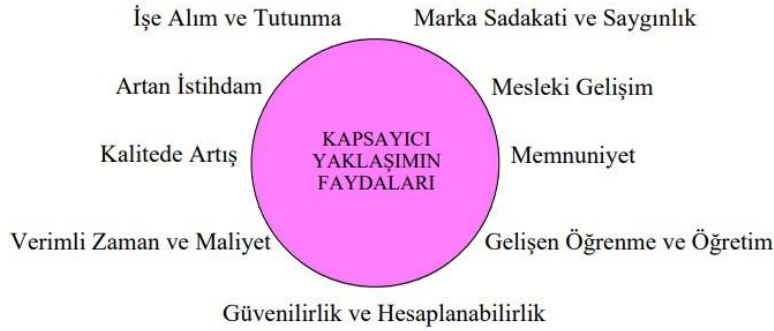 İşe Alım ve Tutunma
Marka Sadakati ve Saygınlık
Artan İstihdam
Mesleki Gelişim
KAPSAYICI
YAKLAŞIMIN
FAYDALARI
Kalitede Artış
Memnuniyet
Verimli Zaman ve Maliyet
Gelişen Öğrenme ve Öğretim
Güvenilirlik ve Hesaplanabilirlik